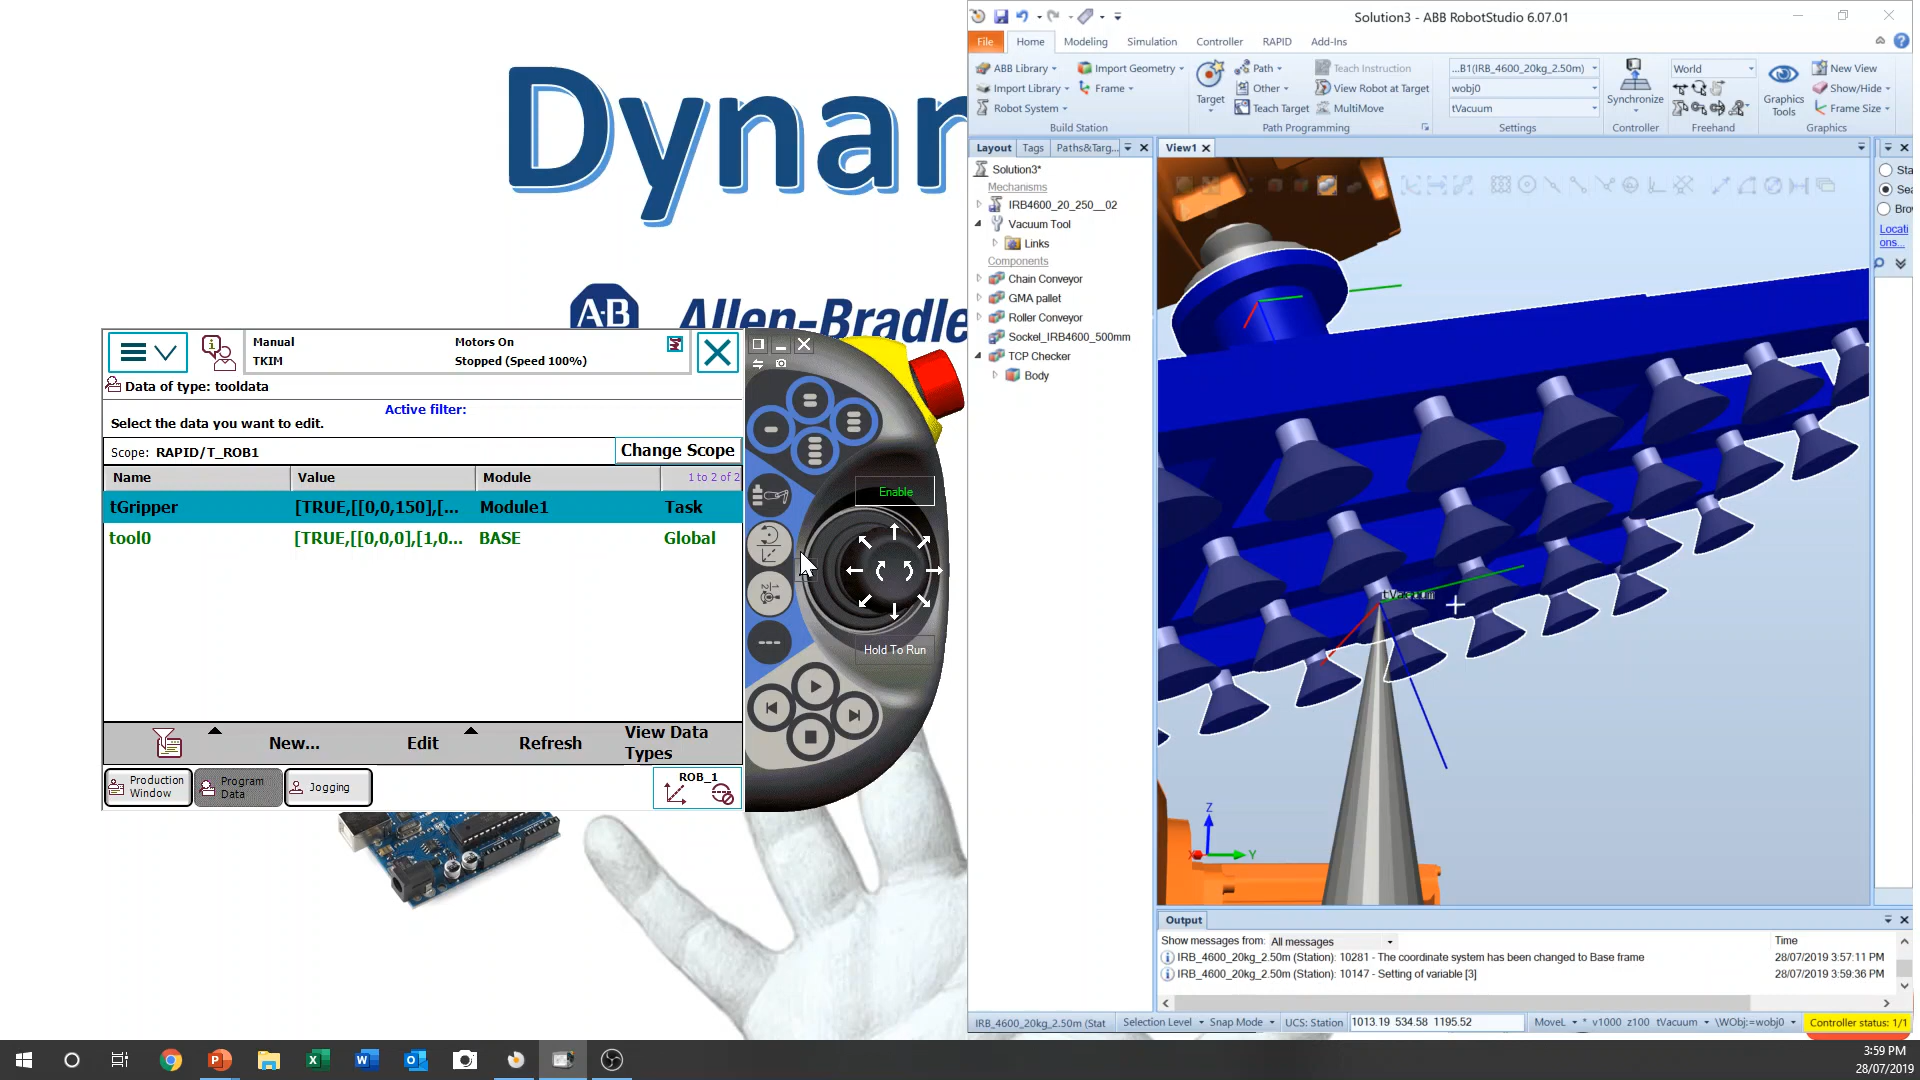 Dynar
Allen-Bradle
A·B
Manual
TKIM
Motors On
Stopped (Speed 100%)
Data of type: tooldata
Active filter:
Select the data you want to edit.
Scope: RAPID/T_ROB1
Change Scope
Name Value Module 1 to 2 of 2
tGripper [TRUE,[[0,0,150],[... Module1 Task
tool0 [TRUE,[[0,0,0],[1,0... BASE Global
New... Edit Refresh View Data Types
Production Window
Program Data
Jogging
ROB_1
Enable
Hold To Run
Solution3 - ABB RobotStudio 6.07.01
File Home Modeling Simulation Controller RAPID Add-Ins
ABB Library
Import Library
Robot System
Import Geometry
Frame
Build Station
Target
Path
Other
Teach Target
Teach Instruction
View Robot at Target
MultiMove
Path Programming
...B1(IRB_4600_20kg_2.50m)
wobj0
tVacuum
Settings
Synchronize
Controller
World
Freehand
Graphics Tools
New View
Show/Hide
Frame Size
Graphics
Layout Tags Paths&Targ...
Solution3*
Mechanisms
IRB4600_20_250__02
Vacuum Tool
Links
Components
Chain Conveyor
GMA pallet
Roller Conveyor
Sockel_IRB4600_500mm
TCP Checker
Body
View1
tVacuum
Z
X
Y
Sta
Sea
Bro
Locati
ons...
Output
Show messages from: All messages
Time
IRB_4600_20kg_2.50m (Station): 10281 - The coordinate system has been changed to Base frame 28/07/2019 3:57:11 PM
IRB_4600_20kg_2.50m (Station): 10147 - Setting of variable [3] 28/07/2019 3:59:36 PM
IRB_4600_20kg_2.50m (Stat Selection Level Snap Mode UCS: Station 1013.19 534.58 1195.52 MoveL * v1000 z100 tVacuum \WObj:=wobj0 Controller status: 1/1
3:59 PM
28/07/2019